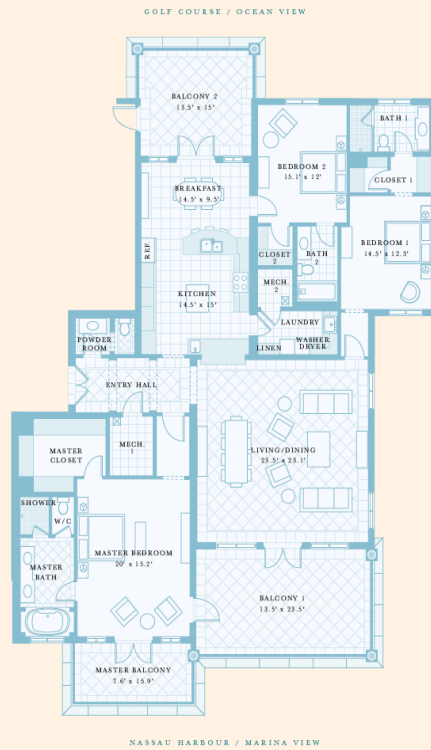 GOLF COURSE / OCEAN VIEW
BALCONY 2
15.5' x 15'
BATH 1
BREAKFAST
14.5' x 9.5'
BEDROOM 2
15.1' x 12'
CLOSET 1
REF.
CLOSET
2
BATH
2
BEDROOM 1
14.5' x 12.5'
KITCHEN
14.5' x 15'
MECH.
2
LAUNDRY
LINEN
WASHER
DRYER
POWDER
ROOM
ENTRY HALL
MASTER
CLOSET
MECH.
1
LIVING/DINING
25.5' x 23.1'
SHOWER
W/C
MASTER
BATH
MASTER BEDROOM
20' x 15.2'
BALCONY 1
13.5' x 23.5'
MASTER BALCONY
7.6' x 15.9'
NASSAU HARBOUR / MARINA VIEW